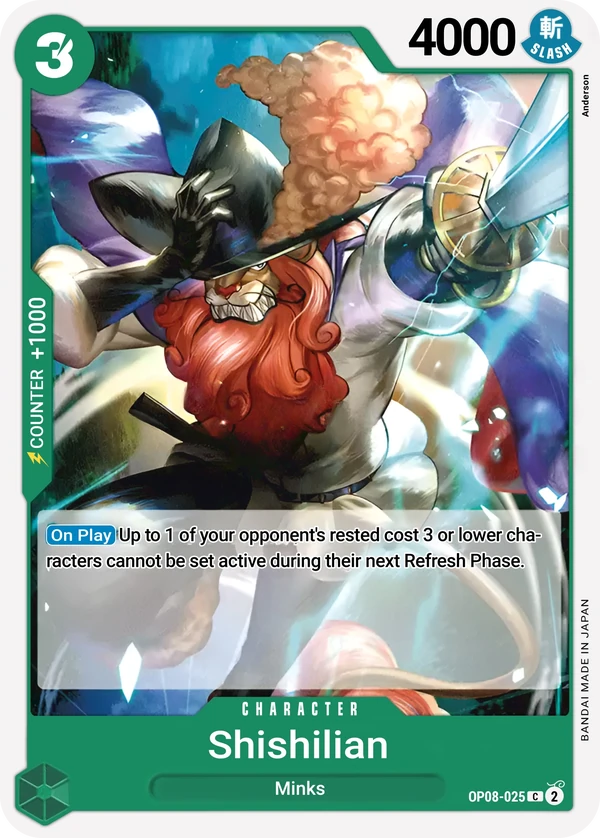 3
4000
斬
SLASH
Anderson
COUNTER +1000
On Play Up to 1 of your opponent's rested cost 3 or lower cha-
racters cannot be set active during their next Refresh Phase.
BANDAI MADE IN JAPAN
CHARACTER
Shishilian
Minks
OP08-025 C 2